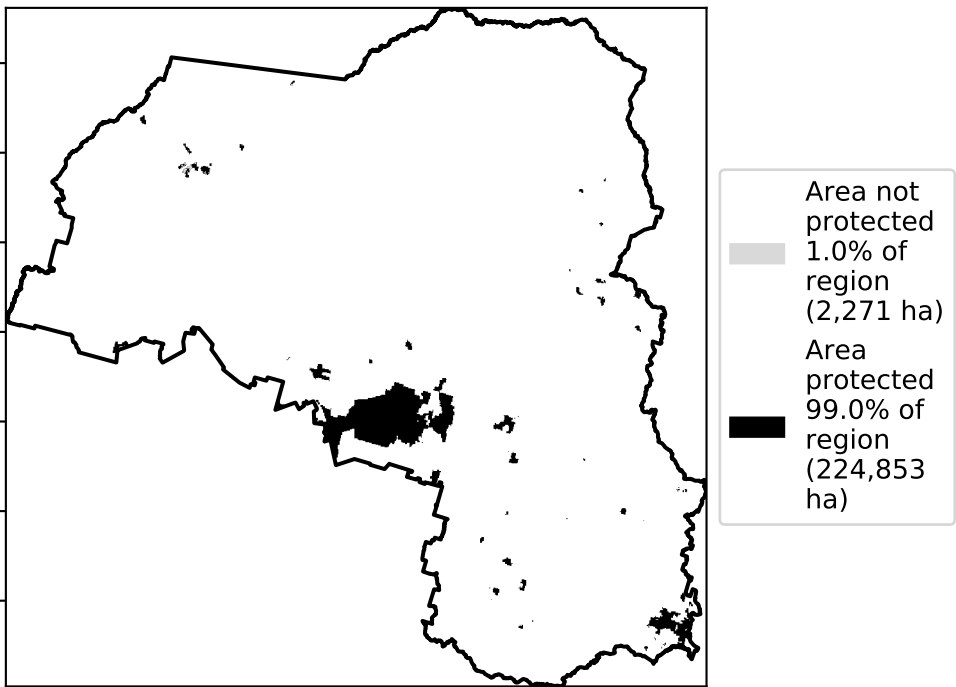 Area not
protected
1.0% of
region
(2,271 ha)
Area
protected
99.0% of
region
(224,853
ha)